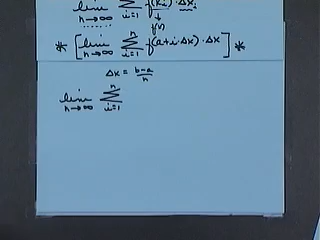 lim n→∞ Σ i=1 f(xᵢ) · Δxᵢ
f(x)
* [ lim n→∞ Σ n i=1 f(a+i·Δx) · Δx ] *
Δx = b-a/n
lim n→∞ Σ n i=1